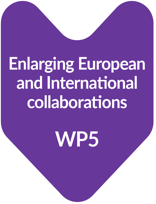 Enlarging European
and International
collaborations
WP5